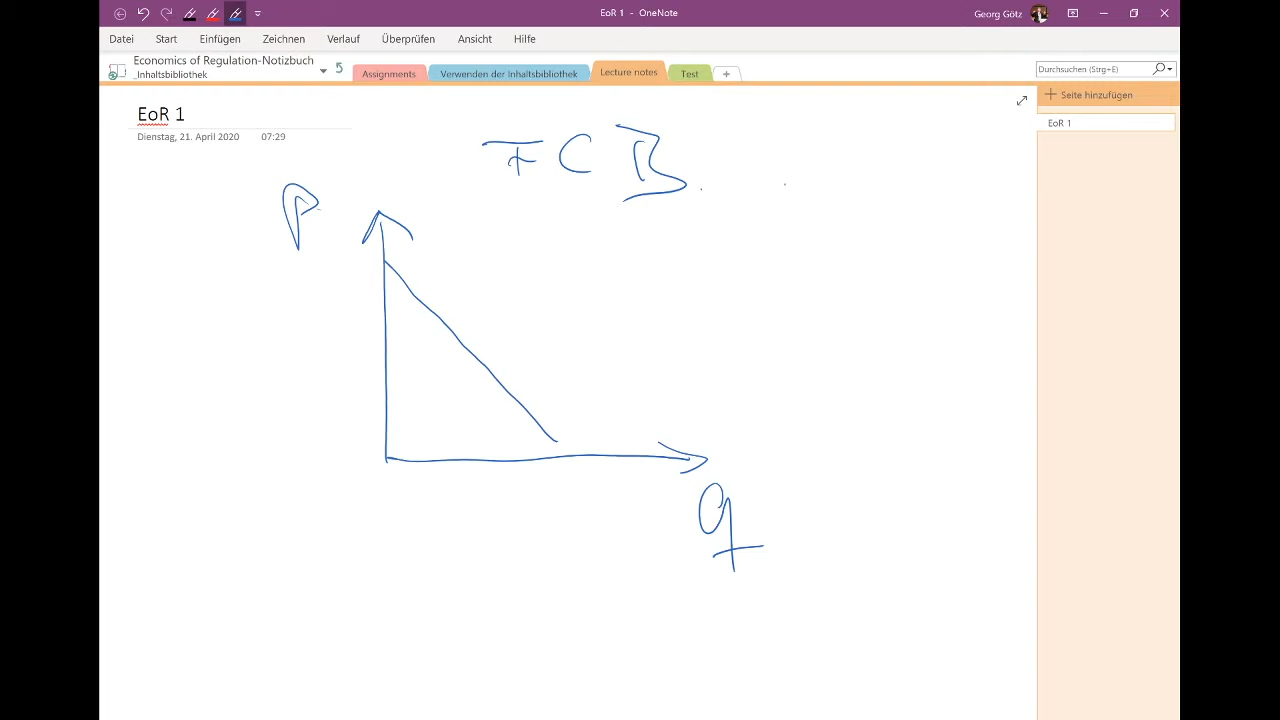 EoR 1 - OneNote
Georg Götz
Datei Start Einfügen Zeichnen Verlauf Überprüfen Ansicht Hilfe
Economics of Regulation-Notizbuch
_Inhaltsbibliothek
Assignments
Verwenden der Inhaltsbibliothek
Lecture notes
Test
+
Durchsuchen (Strg+E)
Seite hinzufügen
EoR 1
EoR 1
Dienstag, 21. April 2020 07:29
F C B
P
q